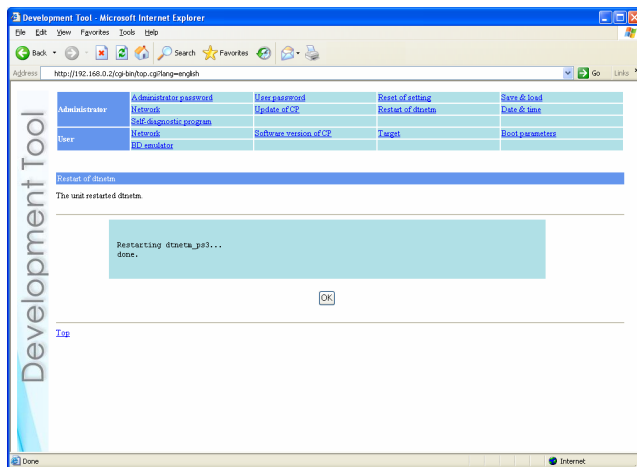 Development Tool - Microsoft Internet Explorer
File Edit View Favorites Tools Help
Back Search Favorites
Address http://192.168.0.2/cgi-bin/top.cgi?lang=english Go Links »
Development Tool
Administrator Administrator password User password Reset of setting Save & load
Network Update of CP Restart of dtnetm Date & time
Self-diagnostic program
User Network Software version of CP Target Boot parameters
BD emulator
Restart of dtnetm
The unit restarted dtnetm.
Restarting dtnetm_ps3...
done.
OK
Top
Done Internet